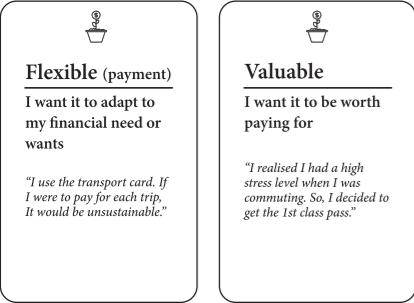 Flexible (payment)
I want it to adapt to
my financial need or
wants
“I use the transport card. If
I were to pay for each trip,
It would be unsustainable.”
Valuable
I want it to be worth
paying for
“I realised I had a high
stress level when I was
commuting. So, I decided to
get the 1st class pass.”